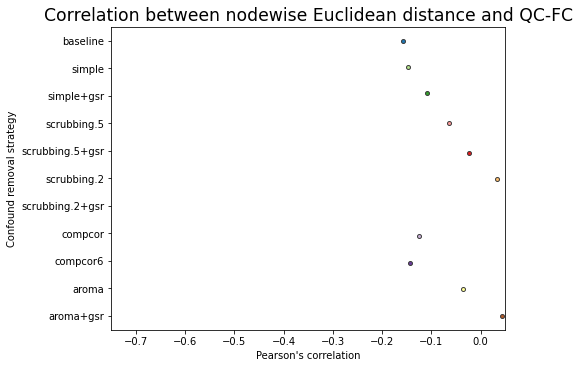 Correlation between nodewise Euclidean distance and QC-FC
Confound removal strategy
baseline
simple
simple+gsr
scrubbing.5
scrubbing.5+gsr
scrubbing.2
scrubbing.2+gsr
compcor
compcor6
aroma
aroma+gsr
−0.7 −0.6 −0.5 −0.4 −0.3 −0.2 −0.1 0.0
Pearson's correlation